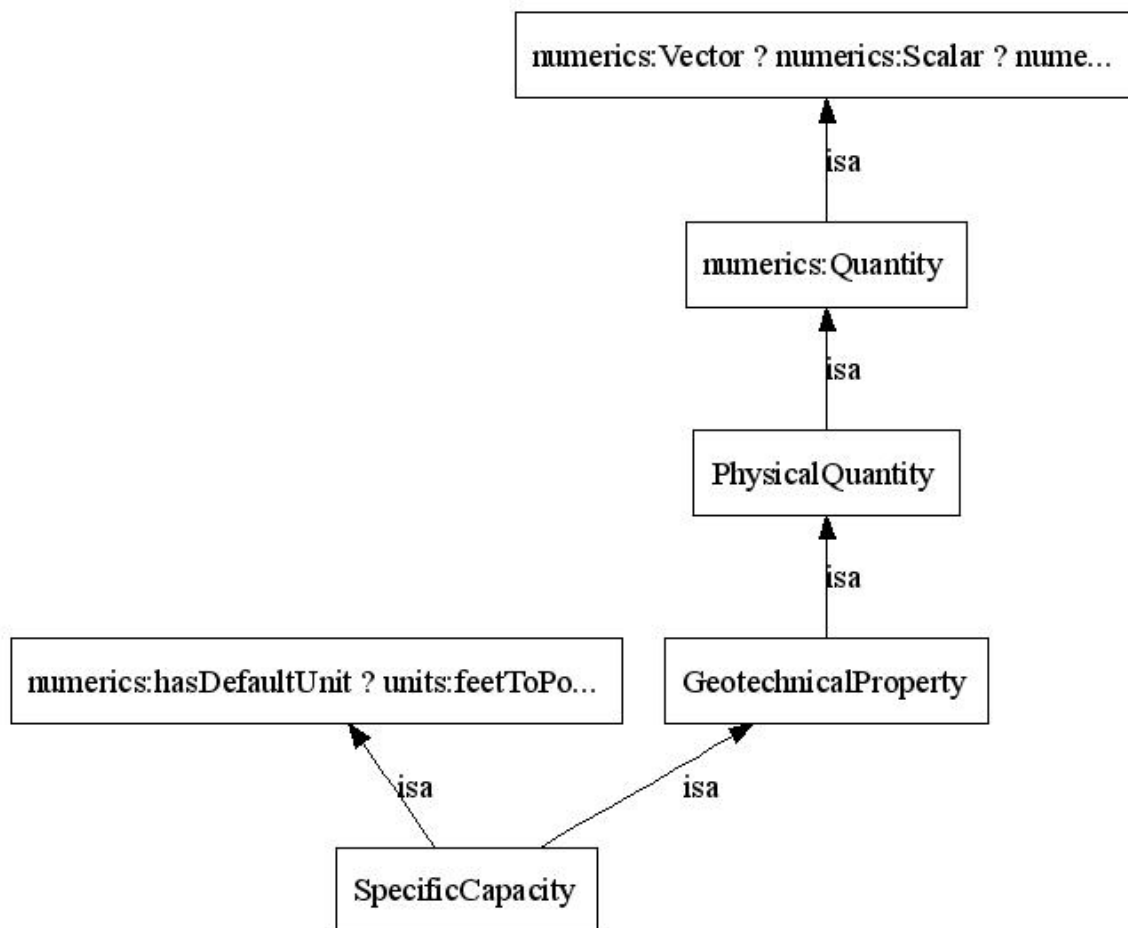 numerics:Vector ? numerics:Scalar ? nume...
isa
numerics:Quantity
isa
PhysicalQuantity
isa
numerics:hasDefaultUnit ? units:feetToPo...
GeotechnicalProperty
isa
isa
SpecificCapacity